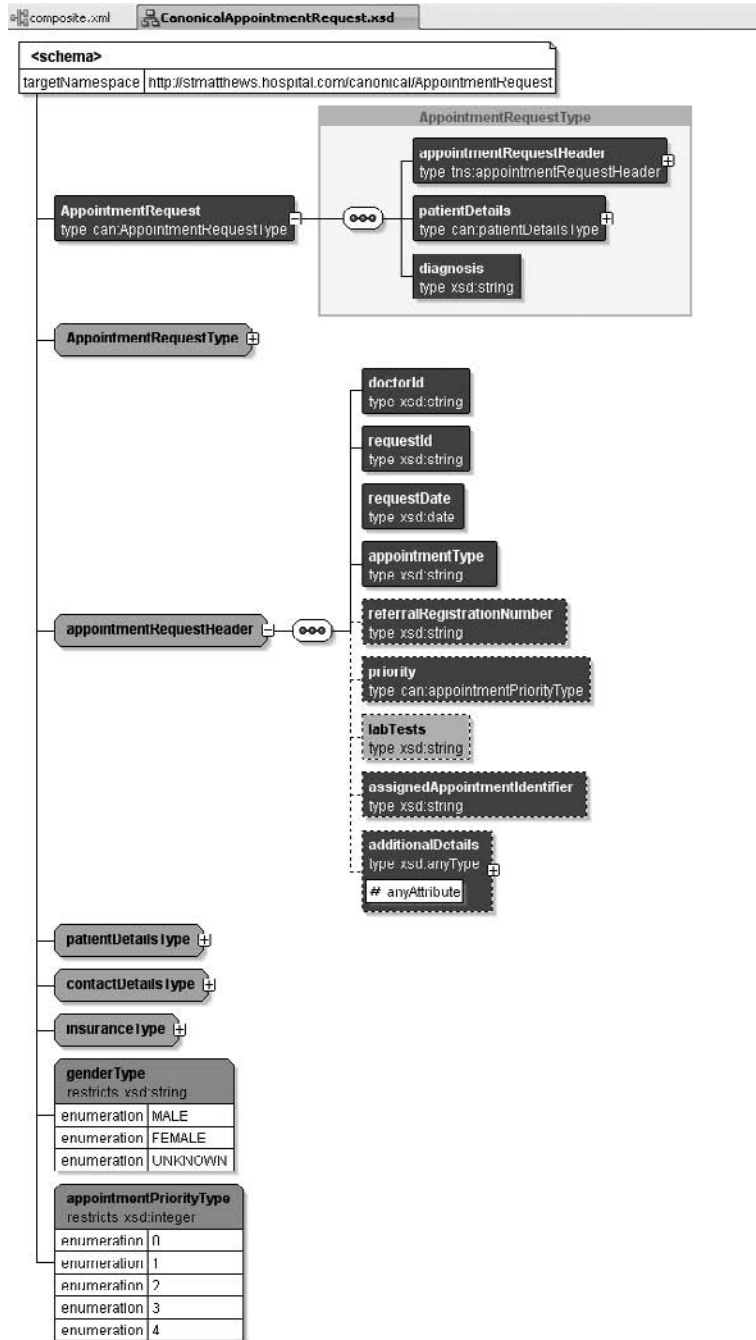 composite.xml
CanonicalAppointmentRequest.xsd
<schema>
targetNamespace http://stmatthews.hospital.com/canonical/AppointmentRequest
AppointmentRequestType
appointmentRequestHeader
type tns:appointmentRequestHeader
AppointmentRequest
type can:AppointmentRequestType
patientDetails
type can:patientDetailsType
diagnosis
type xsd:string
AppointmentRequestType
doctorId
type xsd:string
requestId
type xsd:string
requestDate
type xsd:date
appointmentType
type xsd:string
appointmentRequestHeader
referralRegistrationNumber
type xsd:string
priority
type can:appointmentPriorityType
labTests
type xsd:string
assignedAppointmentIdentifier
type xsd:string
additionalDetails
type xsd:anyType
# anyAttribute
patientDetailsType
contactDetailsType
insuranceType
genderType
restricts xsd:string
enumeration MALE
enumeration FEMALE
enumeration UNKNOWN
appointmentPriorityType
restricts xsd:integer
enumeration 0
enumeration 1
enumeration 2
enumeration 3
enumeration 4